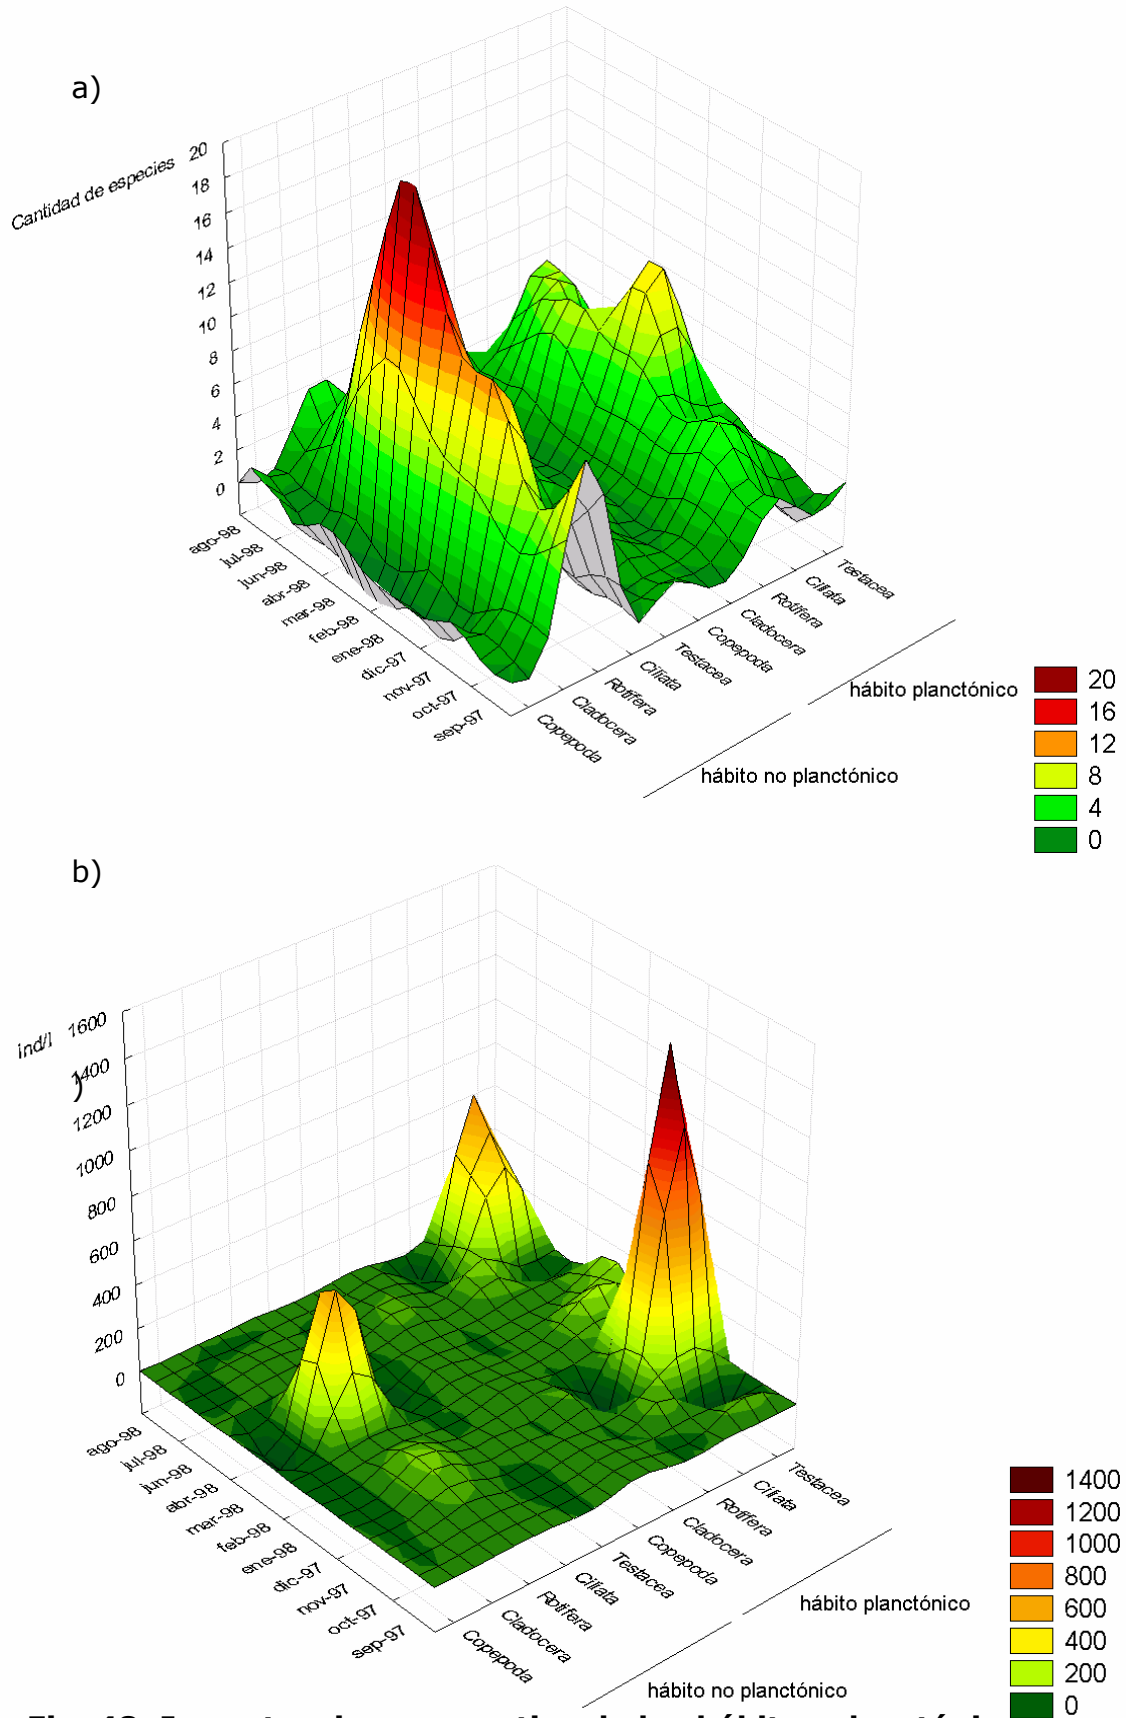 a)
Cantidad de especies
20
18
16
14
12
10
8
6
4
2
0
ago-98
jul-98
jun-98
abr-98
mar-98
feb-98
ene-98
dic-97
nov-97
oct-97
sep-97
Copepoda
Cladocera
Rotífera
Ciliata
Testacea
Copepoda
Cladocera
Rotífera
Ciliata
Testacea
hábito planctónico
hábito no planctónico
20
16
12
8
4
0
b)
ind/l
)
1600
1400
1200
1000
800
600
400
200
0
ago-98
jul-98
jun-98
abr-98
mar-98
feb-98
ene-98
dic-97
nov-97
oct-97
sep-97
Copepoda
Cladocera
Rotífera
Ciliata
Testacea
Copepoda
Cladocera
Rotífera
Ciliata
Testacea
hábito planctónico
hábito no planctónico
1400
1200
1000
800
600
400
200
0